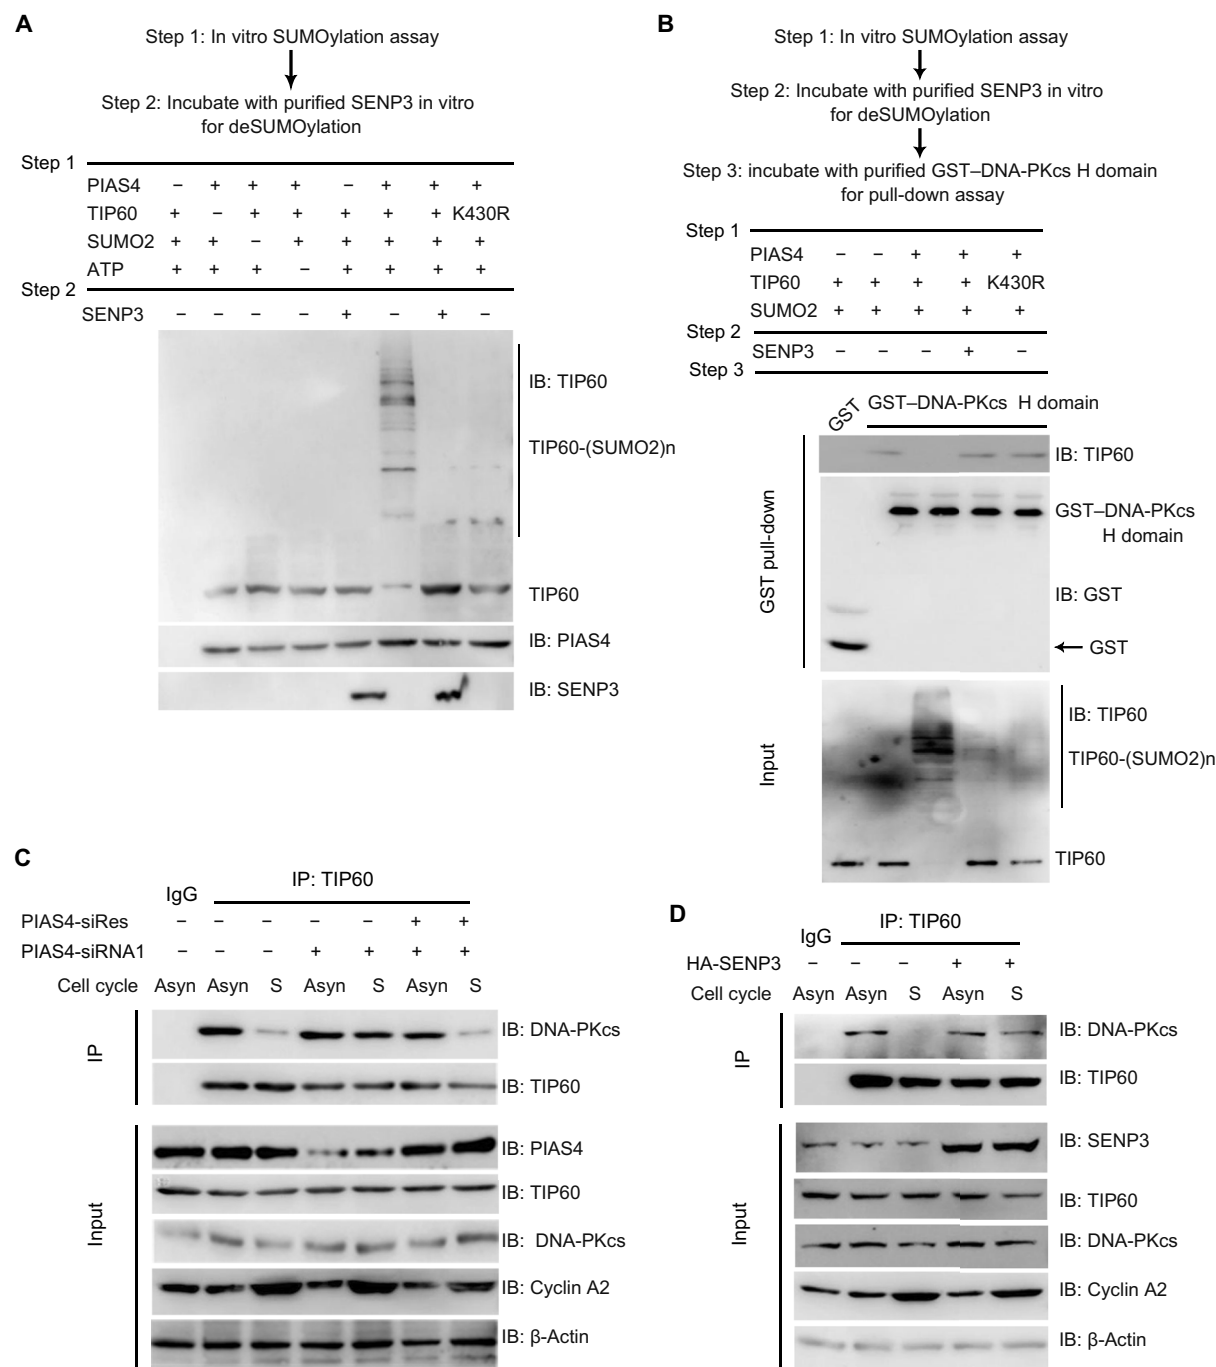 A
Step 1: In vitro SUMOylation assay
Step 2: Incubate with purified SENP3 in vitro
for deSUMOylation
Step 1
PIAS4 − + + + − + + +
TIP60 + − + + + + + K430R
SUMO2 + + − + + + + +
ATP + + + − + + + +
Step 2
SENP3 − − − − + − + −
IB: TIP60
TIP60-(SUMO2)n
TIP60
IB: PIAS4
IB: SENP3
B
Step 1: In vitro SUMOylation assay
Step 2: Incubate with purified SENP3 in vitro
for deSUMOylation
Step 3: incubate with purified GST–DNA-PKcs H domain
for pull-down assay
Step 1
PIAS4 − − + + +
TIP60 + + + + K430R
SUMO2 + + + + +
Step 2
SENP3 − − − + −
Step 3
GST GST–DNA-PKcs H domain
GST pull-down
IB: TIP60
GST–DNA-PKcs
H domain
IB: GST
GST
Input
IB: TIP60
TIP60-(SUMO2)n
TIP60
C
IgG IP: TIP60
PIAS4-siRes − − − − − + +
PIAS4-siRNA1 − − − + + + +
Cell cycle Asyn Asyn S Asyn S Asyn S
IP
IB: DNA-PKcs
IB: TIP60
Input
IB: PIAS4
IB: TIP60
IB: DNA-PKcs
IB: Cyclin A2
IB: β-Actin
D
IgG IP: TIP60
HA-SENP3 − − − + +
Cell cycle Asyn Asyn S Asyn S
IP
IB: DNA-PKcs
IB: TIP60
Input
IB: SENP3
IB: TIP60
IB: DNA-PKcs
IB: Cyclin A2
IB: β-Actin